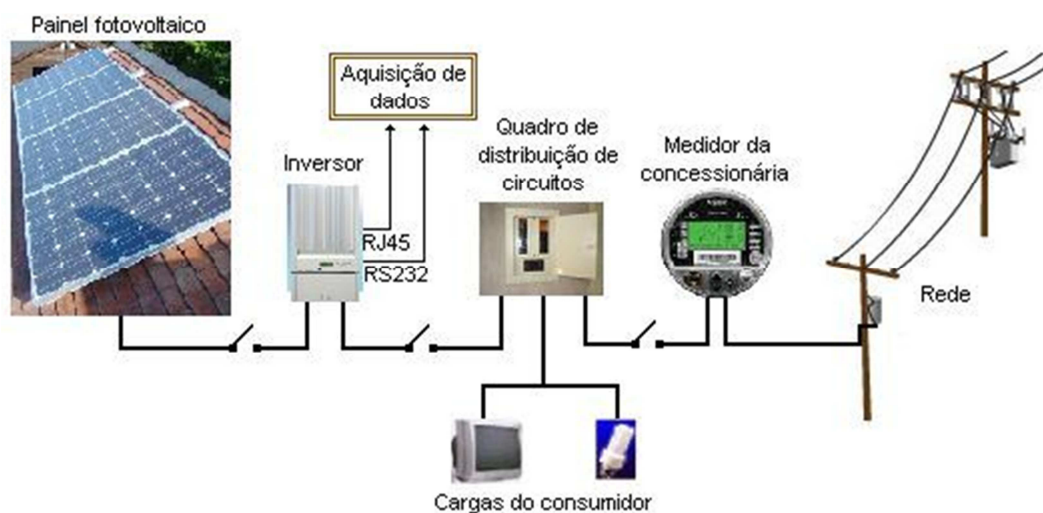 Painel fotovoltaico
Aquisição de
dados
Inversor
RJ45
RS232
Quadro de
distribuição de
circuitos
Medidor da
concessionária
Rede
Cargas do consumidor